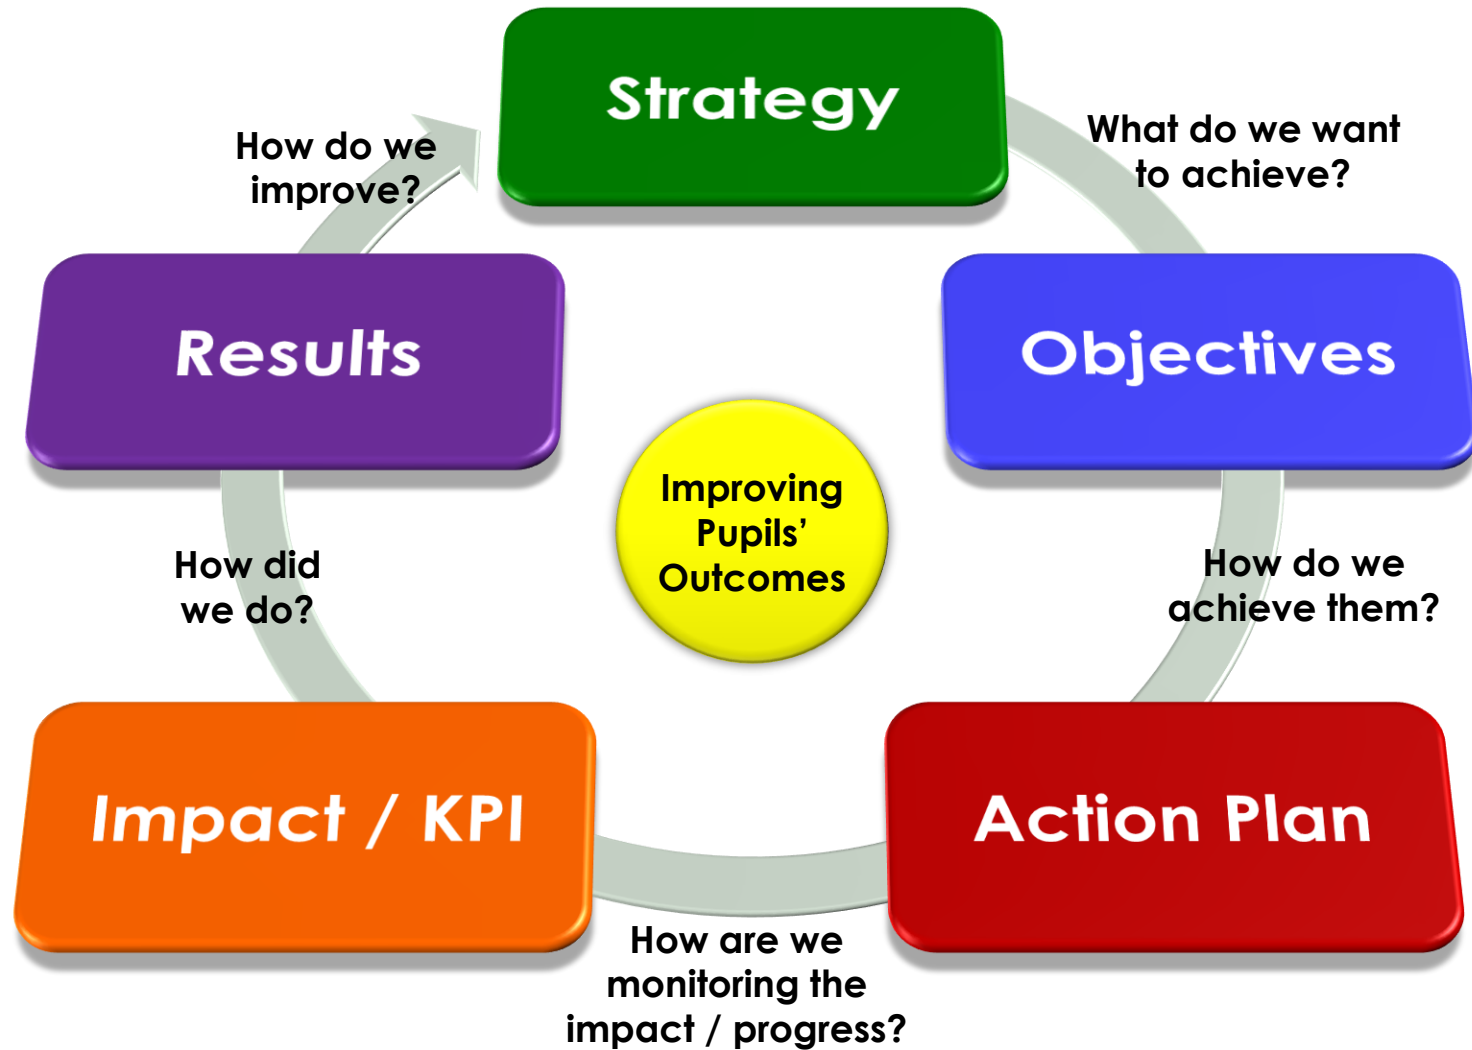 Strategy
What do we want
to achieve?
Objectives
How do we
achieve them?
Action Plan
How are we
monitoring the
impact / progress?
Impact / KPI
How did
we do?
Results
How do we
improve?
Improving
Pupils’
Outcomes